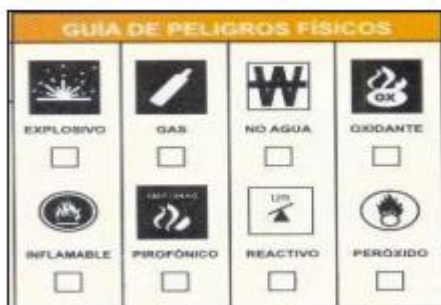 GUÍA DE PELIGROS FÍSICOS
EXPLOSIVO GAS NO AGUA OXIDANTE
INFLAMABLE PIROFÓNICO REACTIVO PERÓXIDO
W
OX